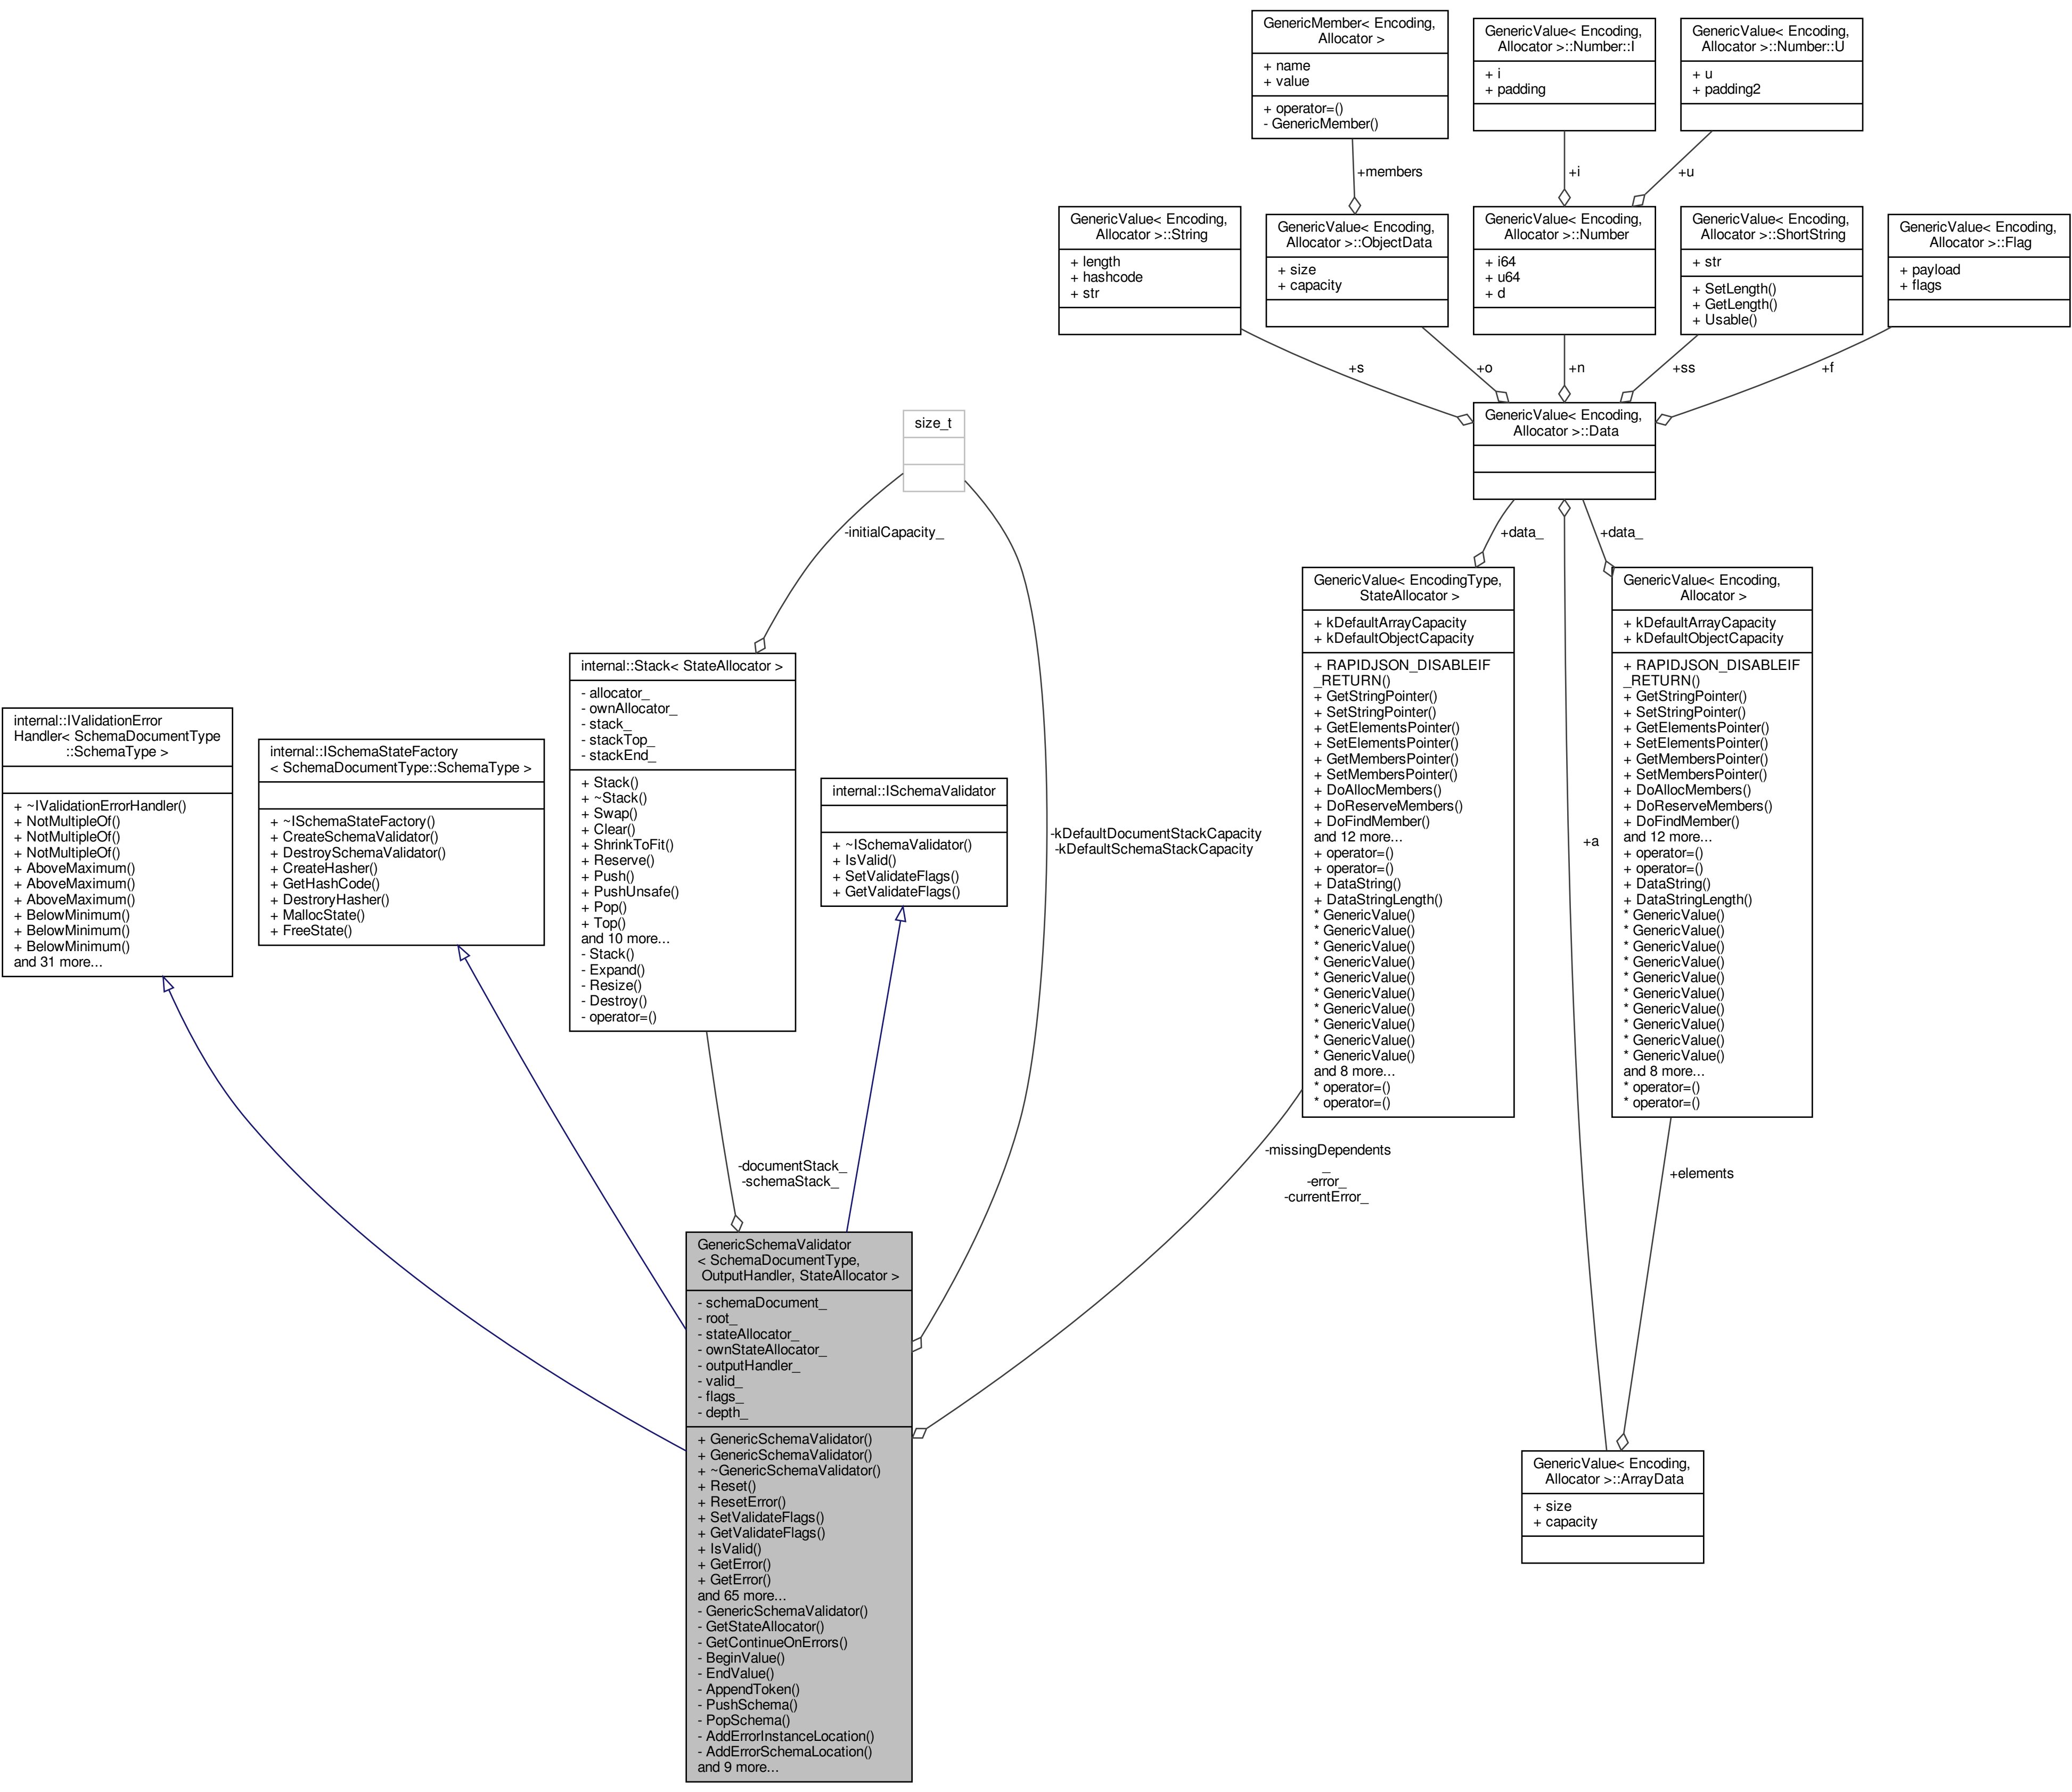 GenericMember< Encoding,
Allocator >
+ name
+ value
+ operator=()
- GenericMember()
GenericValue< Encoding,
Allocator >::Number::I
+ i
+ padding
GenericValue< Encoding,
Allocator >::Number::U
+ u
+ padding2
+members
+i
+u
GenericValue< Encoding,
Allocator >::String
+ length
+ hashcode
+ str
GenericValue< Encoding,
Allocator >::ObjectData
+ size
+ capacity
GenericValue< Encoding,
Allocator >::Number
+ i64
+ u64
+ d
GenericValue< Encoding,
Allocator >::ShortString
+ str
+ SetLength()
+ GetLength()
+ Usable()
GenericValue< Encoding,
Allocator >::Flag
+ payload
+ flags
+s
+o
+n
+ss
+f
size_t
GenericValue< Encoding,
Allocator >::Data
-initialCapacity_
+data_
+data_
internal::IValidationError
Handler< SchemaDocumentType
::SchemaType >
+ ~IValidationErrorHandler()
+ NotMultipleOf()
+ NotMultipleOf()
+ NotMultipleOf()
+ AboveMaximum()
+ AboveMaximum()
+ AboveMaximum()
+ BelowMinimum()
+ BelowMinimum()
+ BelowMinimum()
and 31 more...
internal::ISchemaStateFactory
< SchemaDocumentType::SchemaType >
+ ~ISchemaStateFactory()
+ CreateSchemaValidator()
+ DestroySchemaValidator()
+ CreateHasher()
+ GetHashCode()
+ DestroryHasher()
+ MallocState()
+ FreeState()
internal::Stack< StateAllocator >
- allocator_
- ownAllocator_
- stack_
- stackTop_
- stackEnd_
+ Stack()
+ ~Stack()
+ Swap()
+ Clear()
+ ShrinkToFit()
+ Reserve()
+ Push()
+ PushUnsafe()
+ Pop()
+ Top()
and 10 more...
- Stack()
- Expand()
- Resize()
- Destroy()
- operator=()
internal::ISchemaValidator
+ ~ISchemaValidator()
+ IsValid()
+ SetValidateFlags()
+ GetValidateFlags()
-kDefaultDocumentStackCapacity
-kDefaultSchemaStackCapacity
GenericValue< EncodingType,
StateAllocator >
+ kDefaultArrayCapacity
+ kDefaultObjectCapacity
+ RAPIDJSON_DISABLEIF
_RETURN()
+ GetStringPointer()
+ SetStringPointer()
+ GetElementsPointer()
+ SetElementsPointer()
+ GetMembersPointer()
+ SetMembersPointer()
+ DoAllocMembers()
+ DoReserveMembers()
+ DoFindMember()
and 12 more...
+ operator=()
+ operator=()
+ DataString()
+ DataStringLength()
* GenericValue()
* GenericValue()
* GenericValue()
* GenericValue()
* GenericValue()
* GenericValue()
* GenericValue()
* GenericValue()
* GenericValue()
* GenericValue()
and 8 more...
* operator=()
* operator=()
+a
GenericValue< Encoding,
Allocator >
+ kDefaultArrayCapacity
+ kDefaultObjectCapacity
+ RAPIDJSON_DISABLEIF
_RETURN()
+ GetStringPointer()
+ SetStringPointer()
+ GetElementsPointer()
+ SetElementsPointer()
+ GetMembersPointer()
+ SetMembersPointer()
+ DoAllocMembers()
+ DoReserveMembers()
+ DoFindMember()
and 12 more...
+ operator=()
+ operator=()
+ DataString()
+ DataStringLength()
* GenericValue()
* GenericValue()
* GenericValue()
* GenericValue()
* GenericValue()
* GenericValue()
* GenericValue()
* GenericValue()
* GenericValue()
* GenericValue()
and 8 more...
* operator=()
* operator=()
-documentStack_
-schemaStack_
-missingDependents
_
-error_
-currentError_
+elements
GenericSchemaValidator
< SchemaDocumentType,
OutputHandler, StateAllocator >
- schemaDocument_
- root_
- stateAllocator_
- ownStateAllocator_
- outputHandler_
- valid_
- flags_
- depth_
+ GenericSchemaValidator()
+ GenericSchemaValidator()
+ ~GenericSchemaValidator()
+ Reset()
+ ResetError()
+ SetValidateFlags()
+ GetValidateFlags()
+ IsValid()
+ GetError()
+ GetError()
and 65 more...
- GenericSchemaValidator()
- GetStateAllocator()
- GetContinueOnErrors()
- BeginValue()
- EndValue()
- AppendToken()
- PushSchema()
- PopSchema()
- AddErrorInstanceLocation()
- AddErrorSchemaLocation()
and 9 more...
GenericValue< Encoding,
Allocator >::ArrayData
+ size
+ capacity